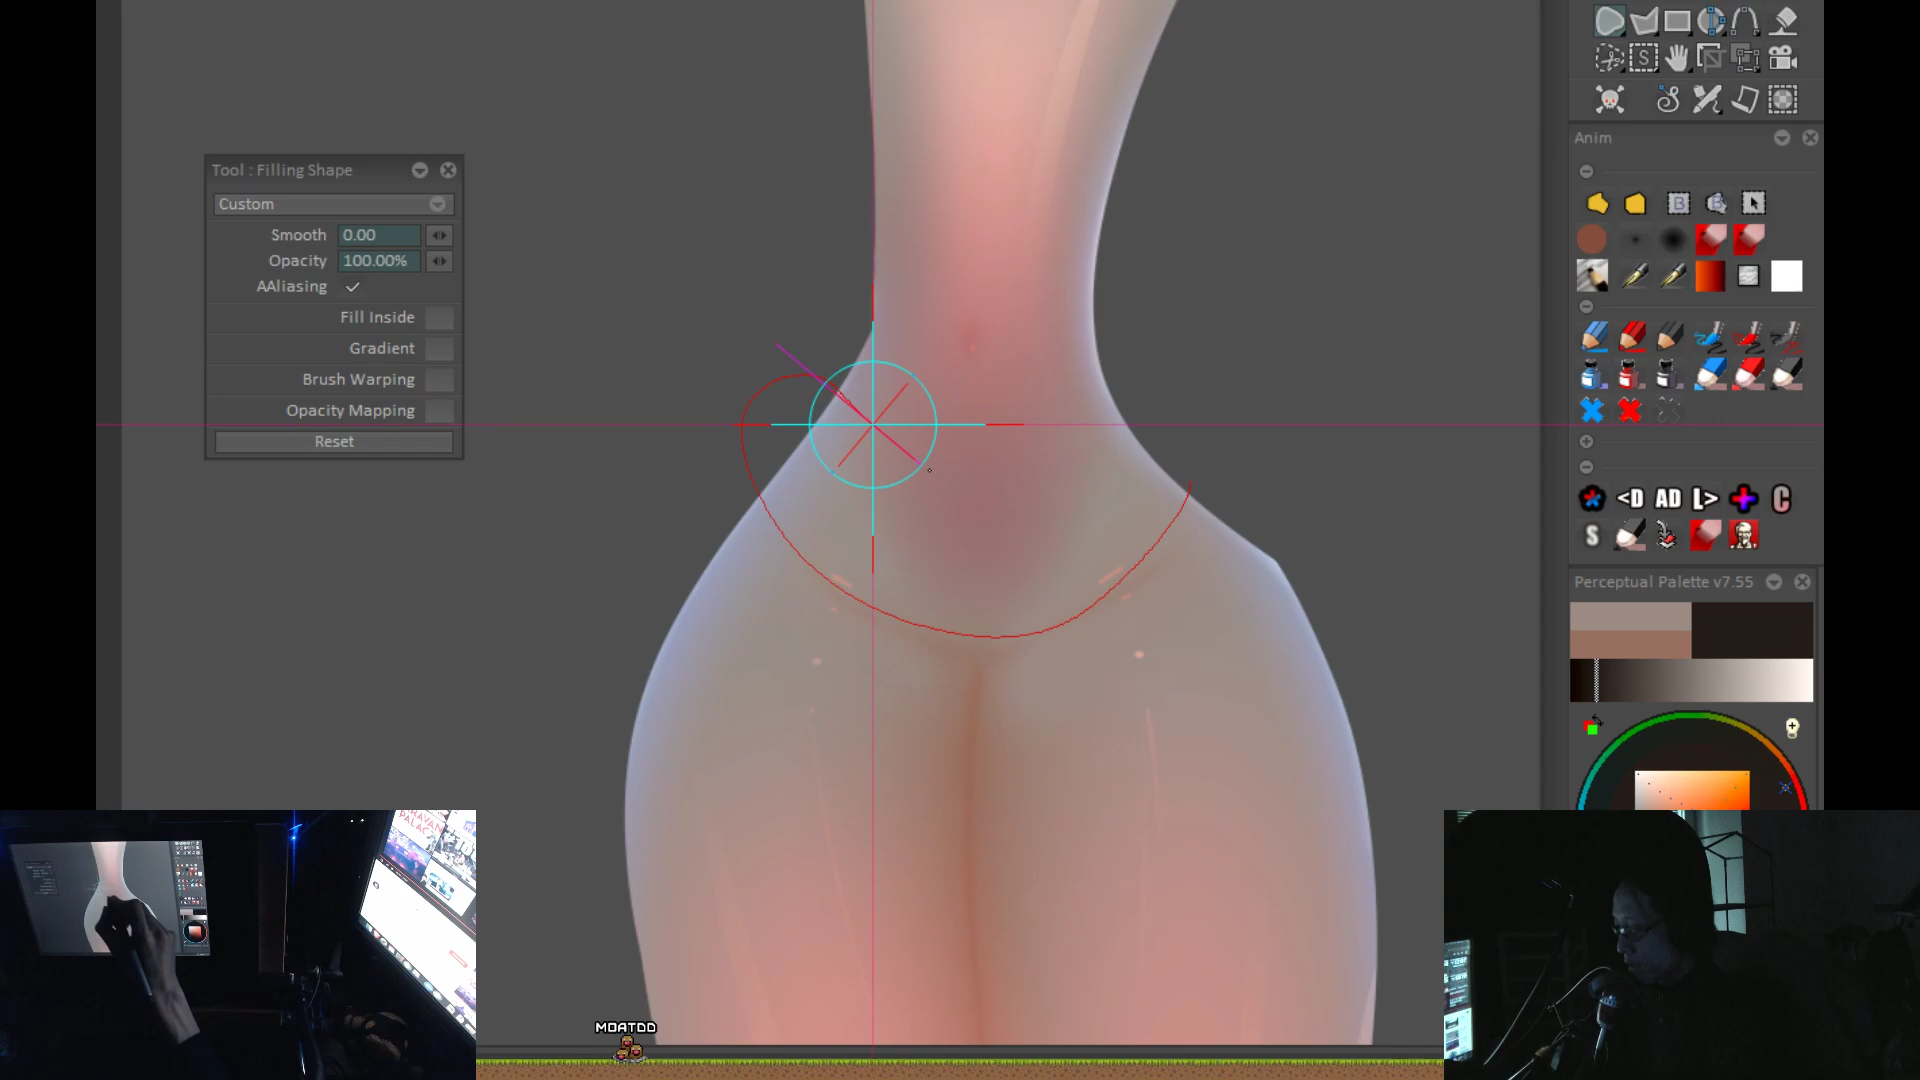 Anim
Tool : Filling Shape
Custom
Smooth 0.00
Opacity 100.00%
AAliasing
Fill Inside
Gradient
Brush Warping
Opacity Mapping
Reset
S
B
B
<D AD L> C
S
Perceptual Palette v7.55
PALAC
MOATDD